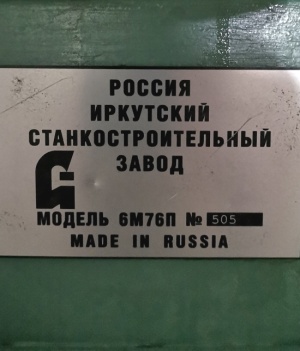 РОССИЯ
ИРКУТСКИЙ
СТАНКОСТРОИТЕЛЬНЫЙ
ЗАВОД
МОДЕЛЬ 6М76П № 505
MADE IN RUSSIA